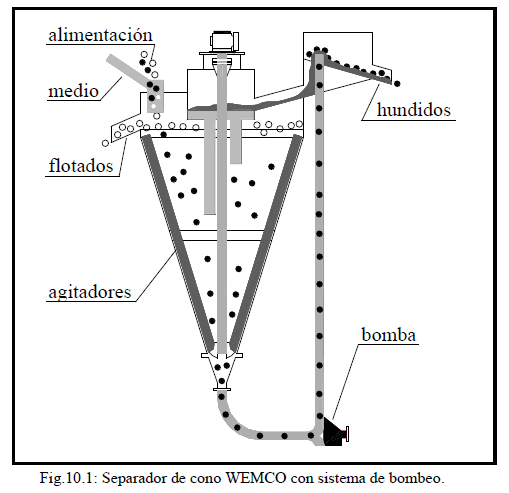 alimentación
medio
hundidos
flotados
agitadores
bomba
Fig.10.1: Separador de cono WEMCO con sistema de bombeo.